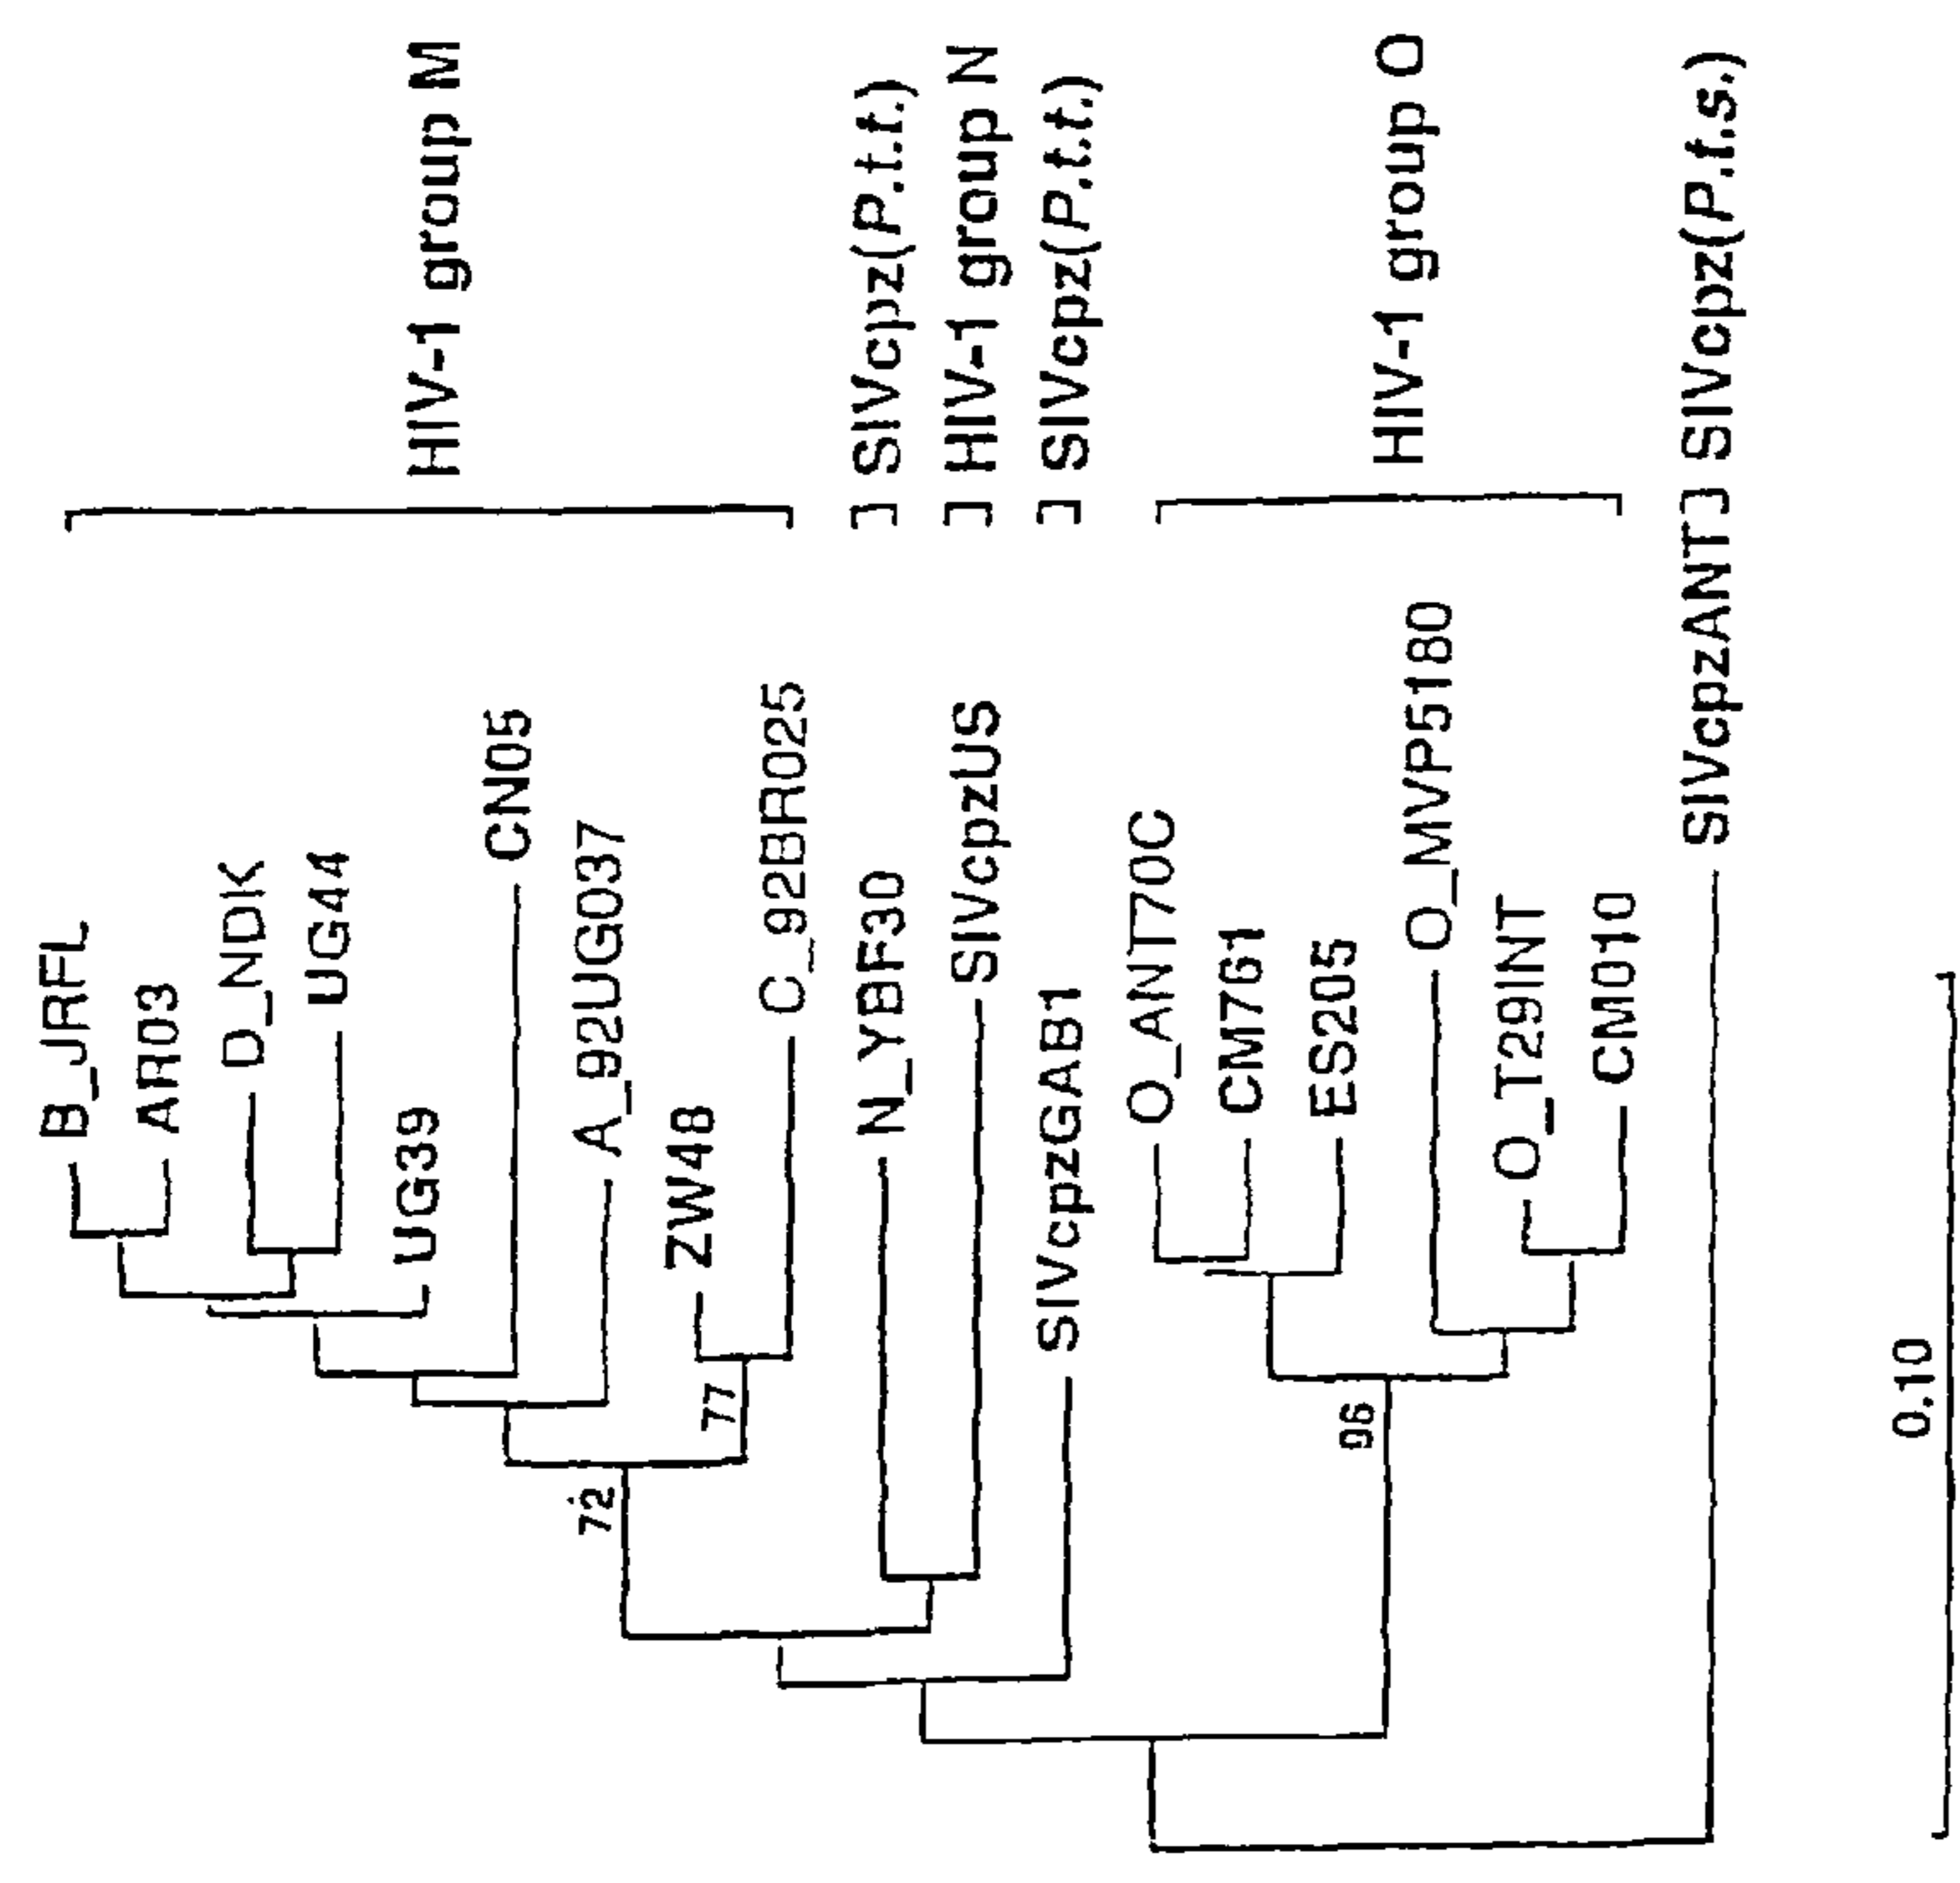 B_JRFL
AR03
D_NDK
UG44
UG39
CN05
A_92UG037
ZW48
C_92BR025
N_YBF30
SIVcpzUS
SIVcpzGAB1
O_ANT70C
CM761
ES205
O_MVP5180
O_T29INT
CM010
SIVcpzANT
HIV-1 group M
SIVcpz(P.t.t.)
HIV-1 group N
SIVcpz(P.t.t.)
HIV-1 group O
SIVcpz(P.t.s.)
77
72
96
0.10